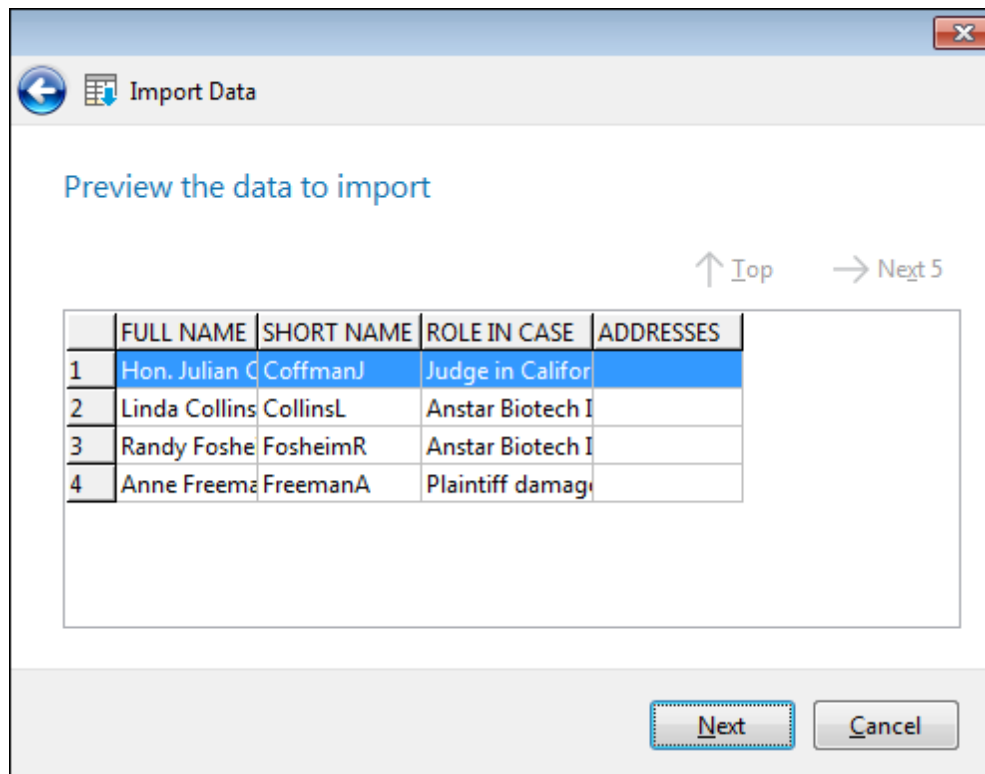 Import Data
Preview the data to import
Top Next 5
FULL NAME SHORT NAME ROLE IN CASE ADDRESSES
1 Hon. Julian C CoffmanJ Judge in Califor
2 Linda Collins CollinsL Anstar Biotech I
3 Randy Foshe FosheimR Anstar Biotech I
4 Anne Freema FreemanA Plaintiff damag
Next Cancel